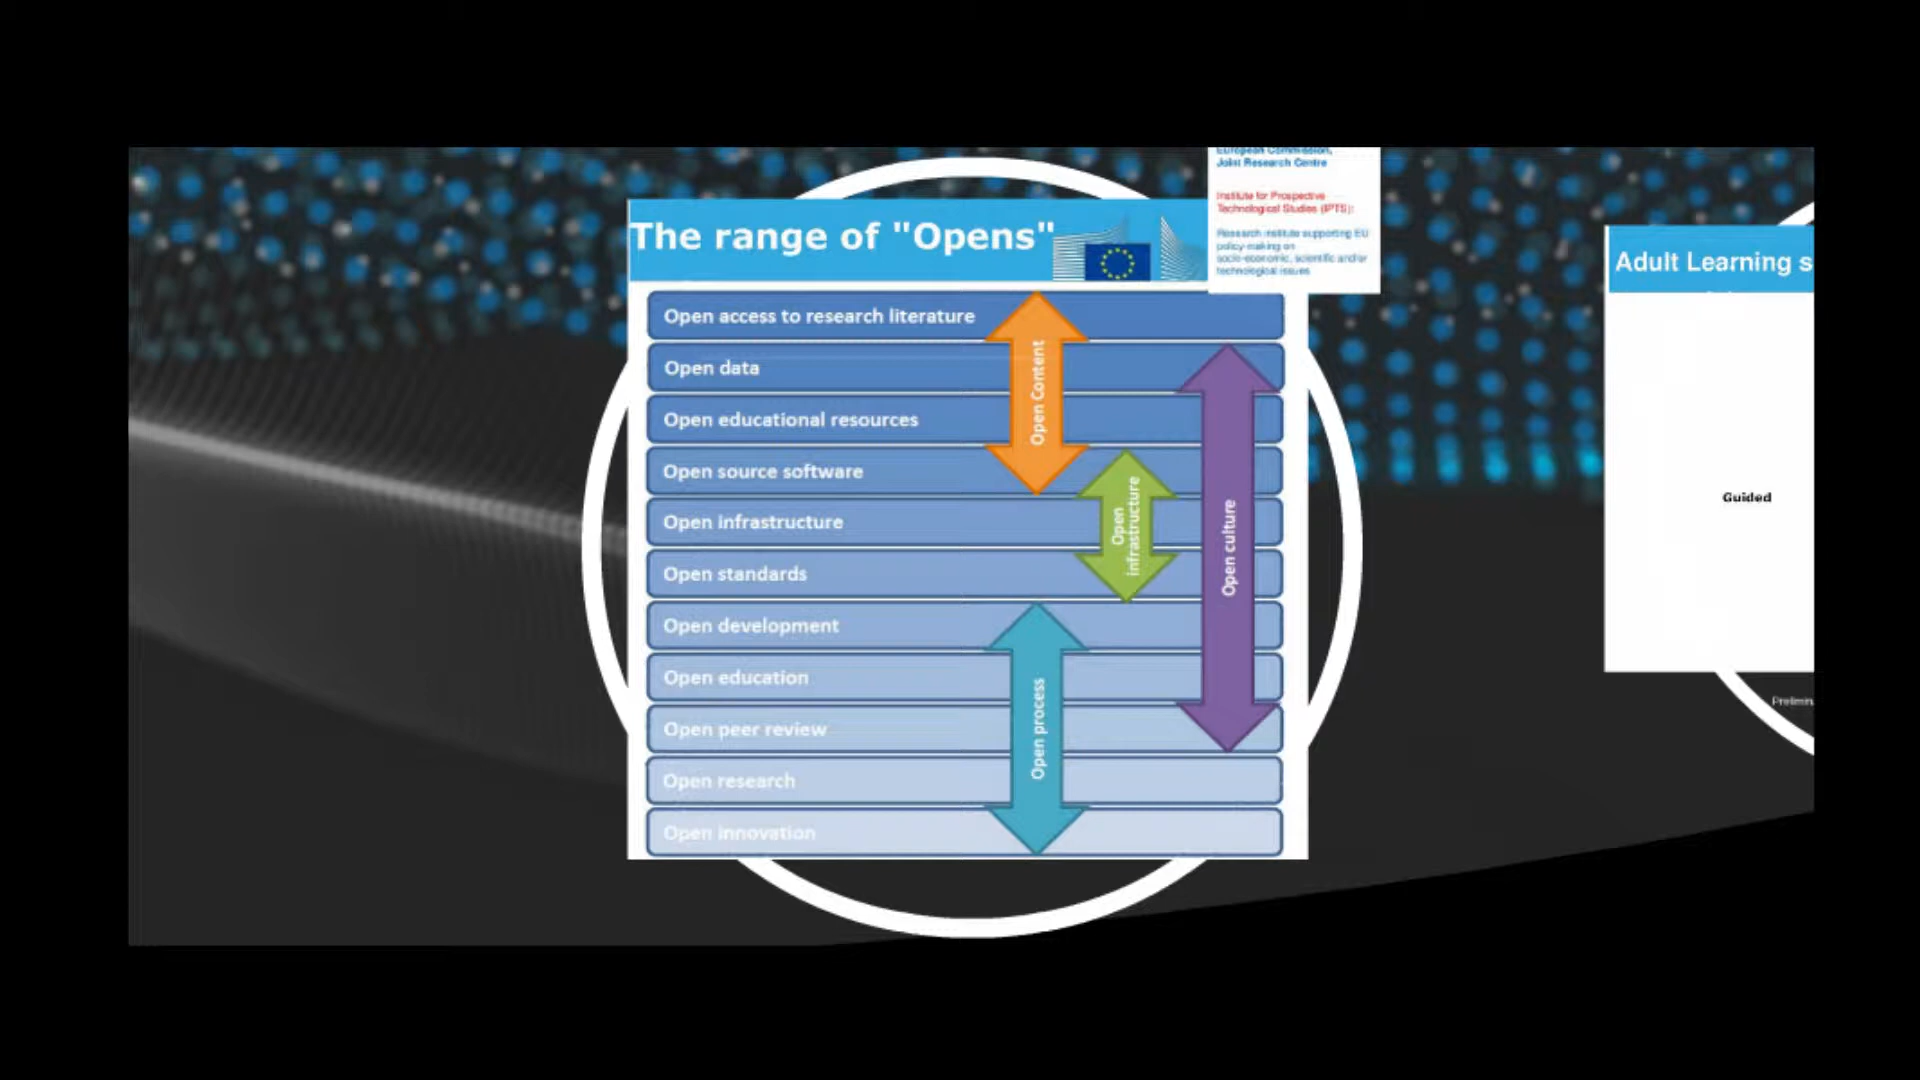 European Commission,
Joint Research Centre
Institute for Prospective
Technological Studies (IPTS):
Research institute supporting EU
policy-making on
socio-economic, scientific and/or
technological issues
The range of "Opens"
Open access to research literature
Open data
Open educational resources
Open source software
Open infrastructure
Open standards
Open development
Open education
Open peer review
Open research
Open innovation
Open Content
Open
infrastructure
Open culture
Open process
Adult Learning s
Guided